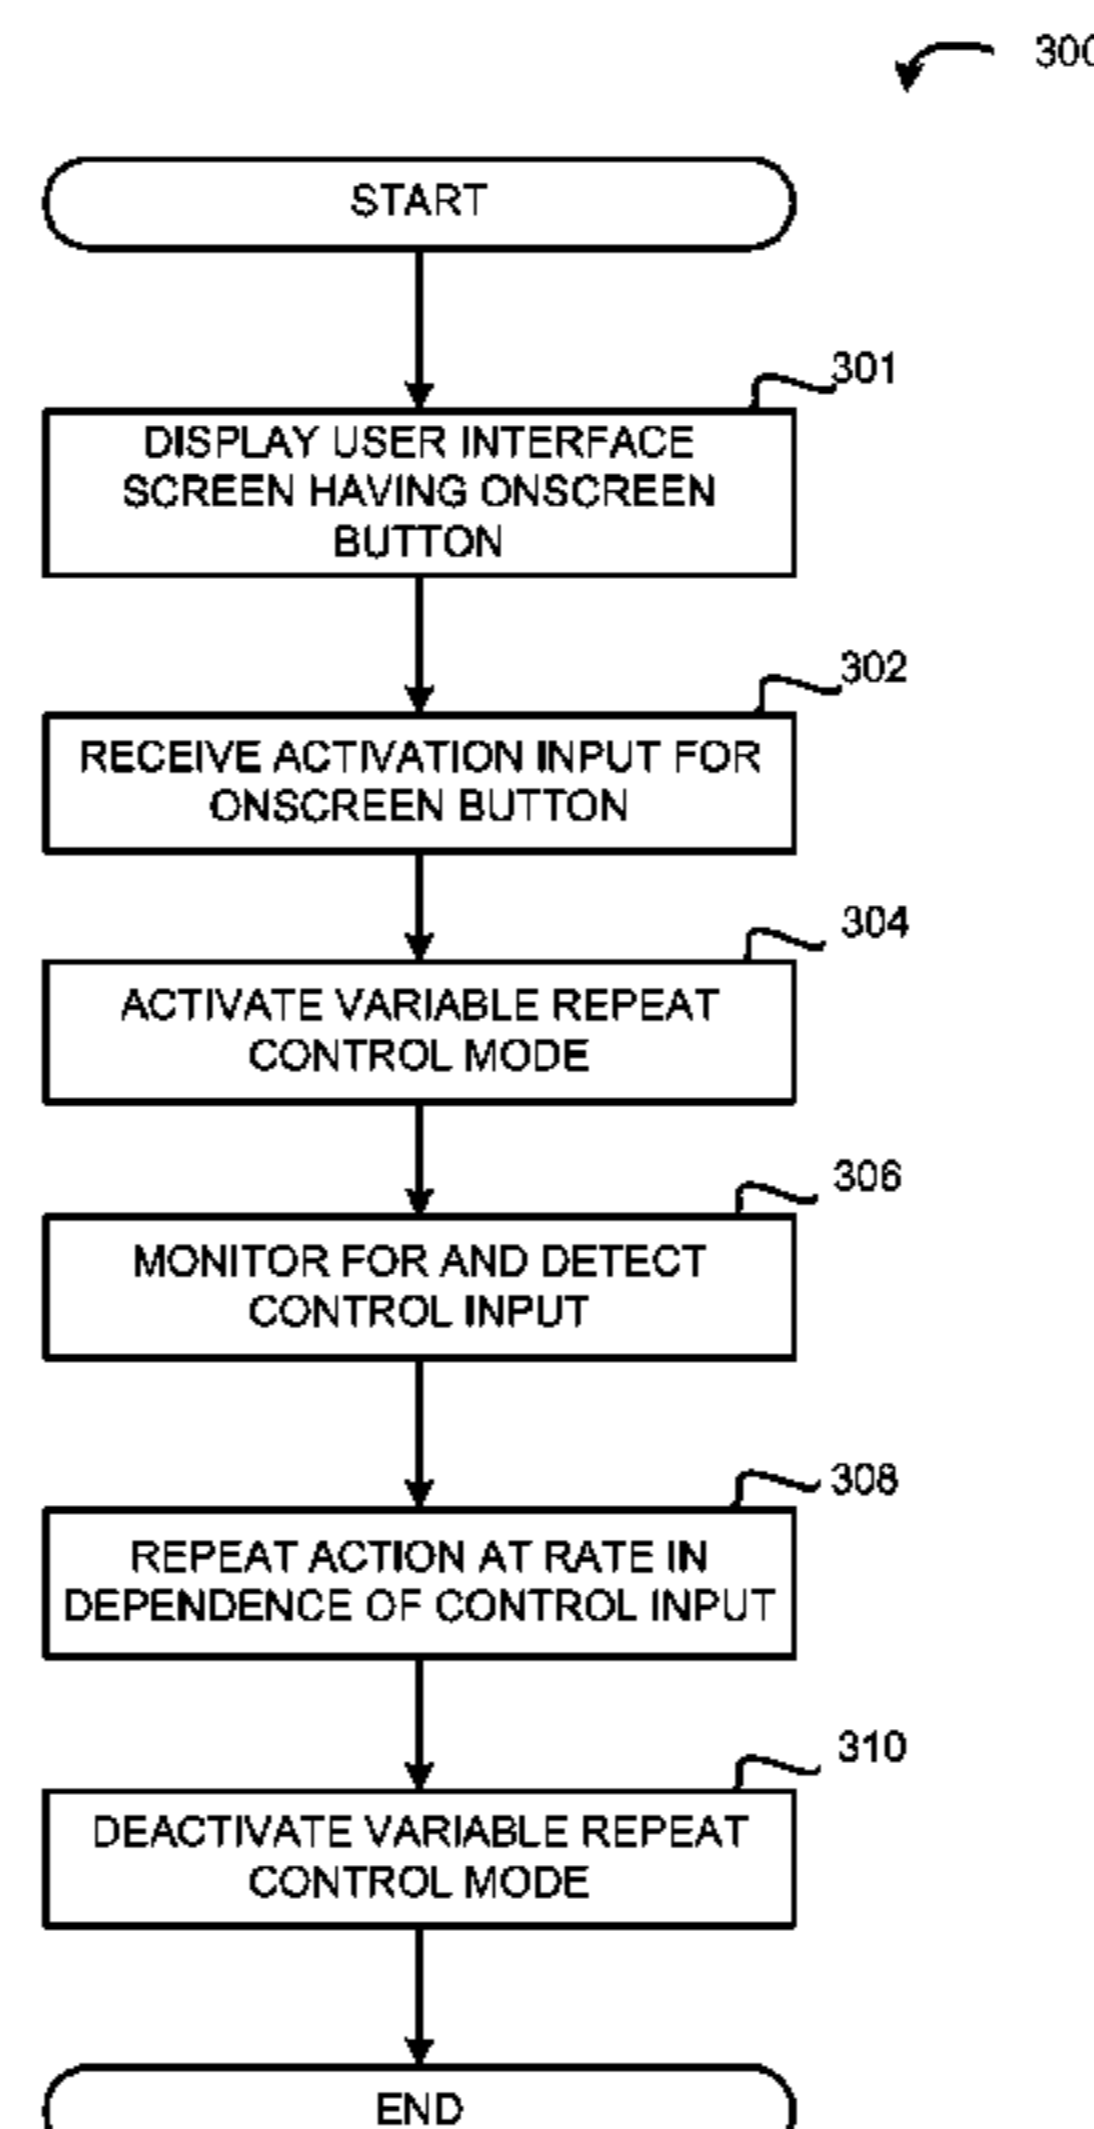 300
START
301
DISPLAY USER INTERFACE
SCREEN HAVING ONSCREEN
BUTTON
302
RECEIVE ACTIVATION INPUT FOR
ONSCREEN BUTTON
304
ACTIVATE VARIABLE REPEAT
CONTROL MODE
306
MONITOR FOR AND DETECT
CONTROL INPUT
308
REPEAT ACTION AT RATE IN
DEPENDENCE OF CONTROL INPUT
310
DEACTIVATE VARIABLE REPEAT
CONTROL MODE
END